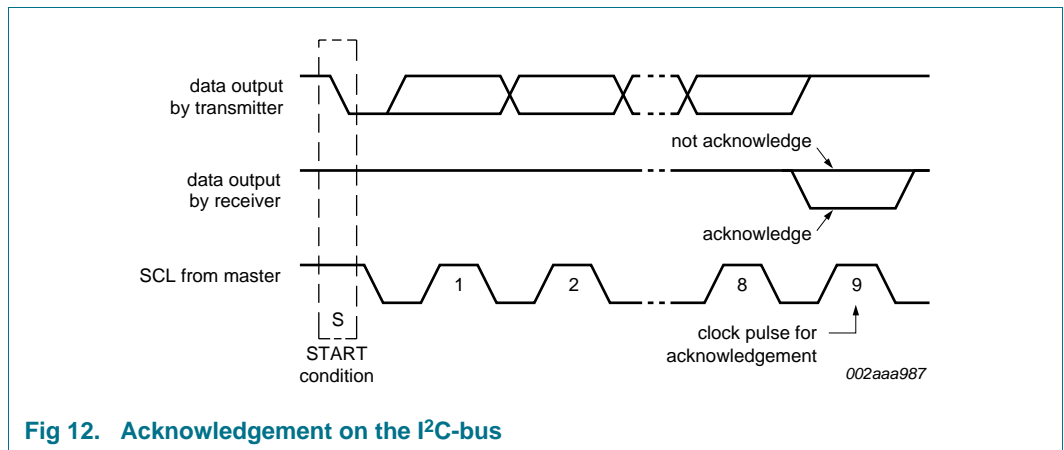 data output
by transmitter
not acknowledge
data output
by receiver
acknowledge
SCL from master
1
2
8
9
S
START
condition
clock pulse for
acknowledgement
002aaa987
Fig 12. Acknowledgement on the I²C-bus